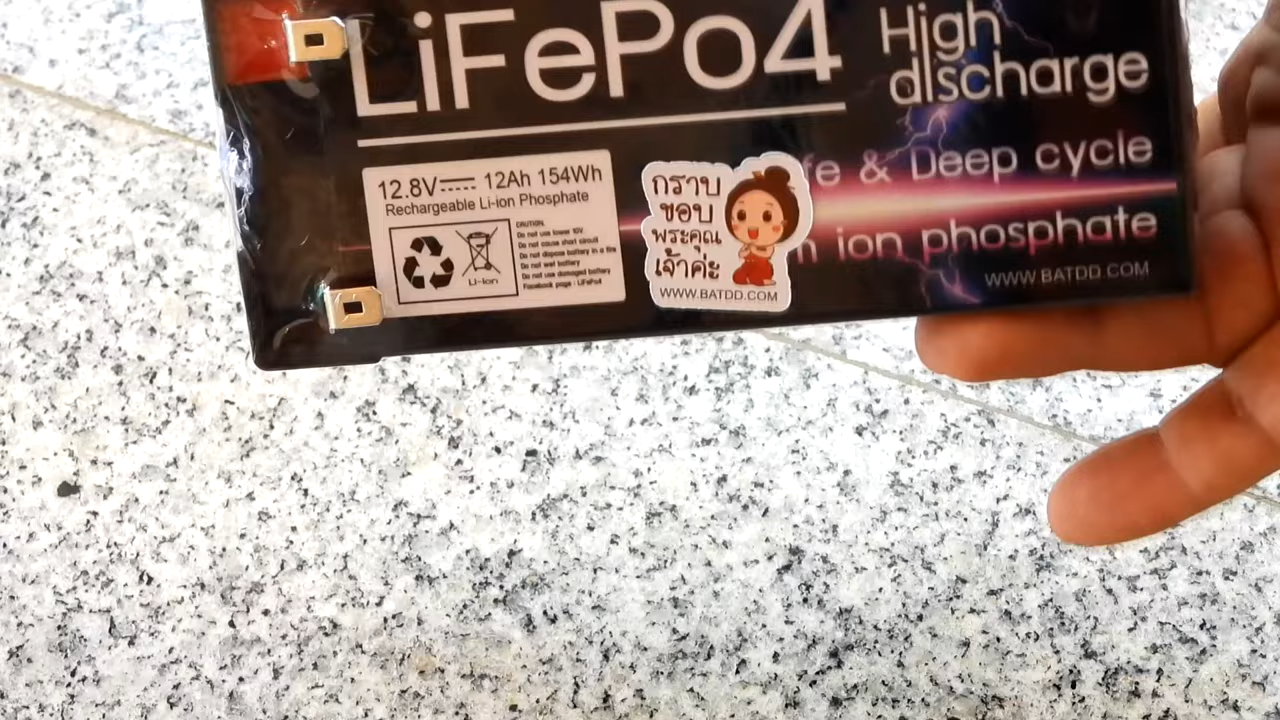 LiFePo4
High
dIscharge
fe & Deep cycle
ion phosphate
WWW.BATDD.COM
12.8V 12Ah 154Wh
Rechargeable Li-ion Phosphate
Li-ion
CAUTION.
Do not use lower 10V
Do not cause short circuit
Do not dispose battery in a fire
Do not wet battery
Do not use damaged battery
Facebook page : LiFePo4
กราบ
ขอบ
พระคุณ
เจ้าค่ะ
WWW.BATDD.COM